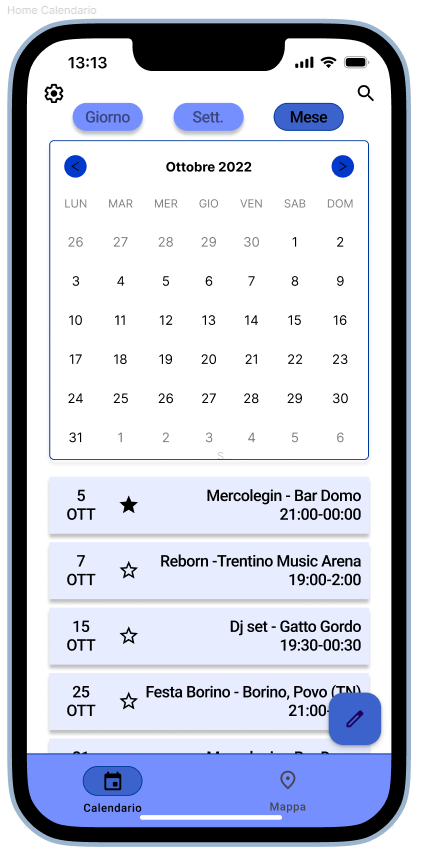 Home Calendario
13:13
Giorno Sett. Mese
< Ottobre 2022 >
LUN MAR MER GIO VEN SAB DOM
26 27 28 29 30 1 2
3 4 5 6 7 8 9
10 11 12 13 14 15 16
17 18 19 20 21 22 23
24 25 26 27 28 29 30
31 1 2 3 4 5 6
S
5 Mercolegin - Bar Domo
OTT 21:00-00:00
7 Reborn -Trentino Music Arena
OTT 19:00-2:00
15 Dj set - Gatto Gordo
OTT 19:30-00:30
25 Festa Borino - Borino, Povo (TN)
OTT 21:00-
Calendario Mappa